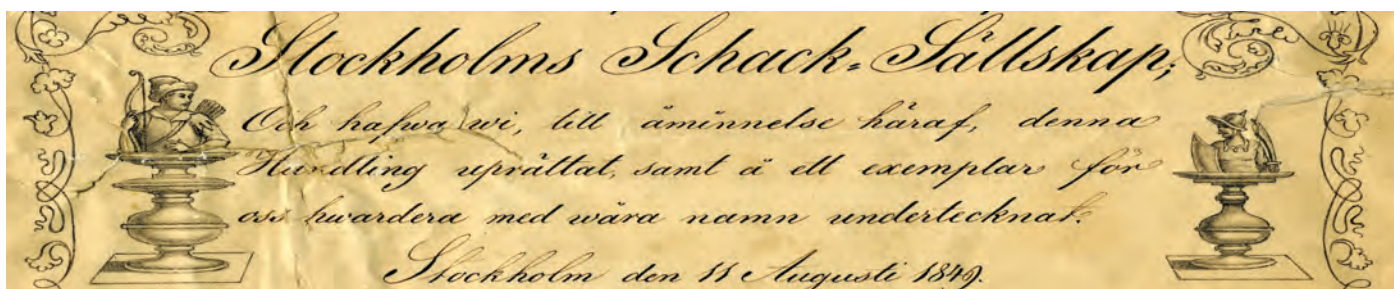 Stockholms Schack-Sällskap;
Och hafwa wi, till åminnelse häraf, denna
Handling uprättat, samt å ett exemplar för
oss hwardera med wåra namn undertecknat.
Stockholm den 11 Augusti 1849.